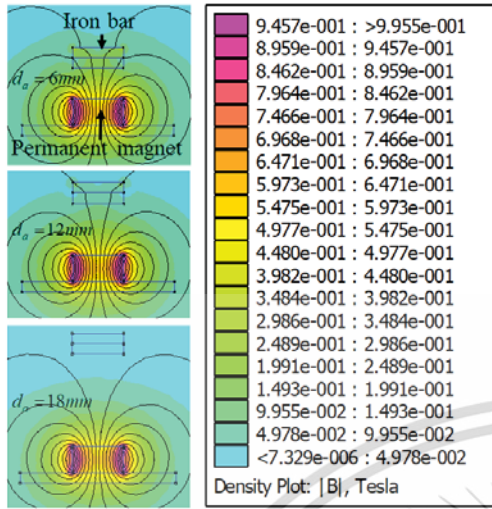 Iron bar
d_a = 6mm
Permanent magnet
d_a = 12mm
d_a = 18mm
9.457e-001 : >9.955e-001
8.959e-001 : 9.457e-001
8.462e-001 : 8.959e-001
7.964e-001 : 8.462e-001
7.466e-001 : 7.964e-001
6.968e-001 : 7.466e-001
6.471e-001 : 6.968e-001
5.973e-001 : 6.471e-001
5.475e-001 : 5.973e-001
4.977e-001 : 5.475e-001
4.480e-001 : 4.977e-001
3.982e-001 : 4.480e-001
3.484e-001 : 3.982e-001
2.986e-001 : 3.484e-001
2.489e-001 : 2.986e-001
1.991e-001 : 2.489e-001
1.493e-001 : 1.991e-001
9.955e-002 : 1.493e-001
4.978e-002 : 9.955e-002
<7.329e-006 : 4.978e-002
Density Plot: |B|, Tesla